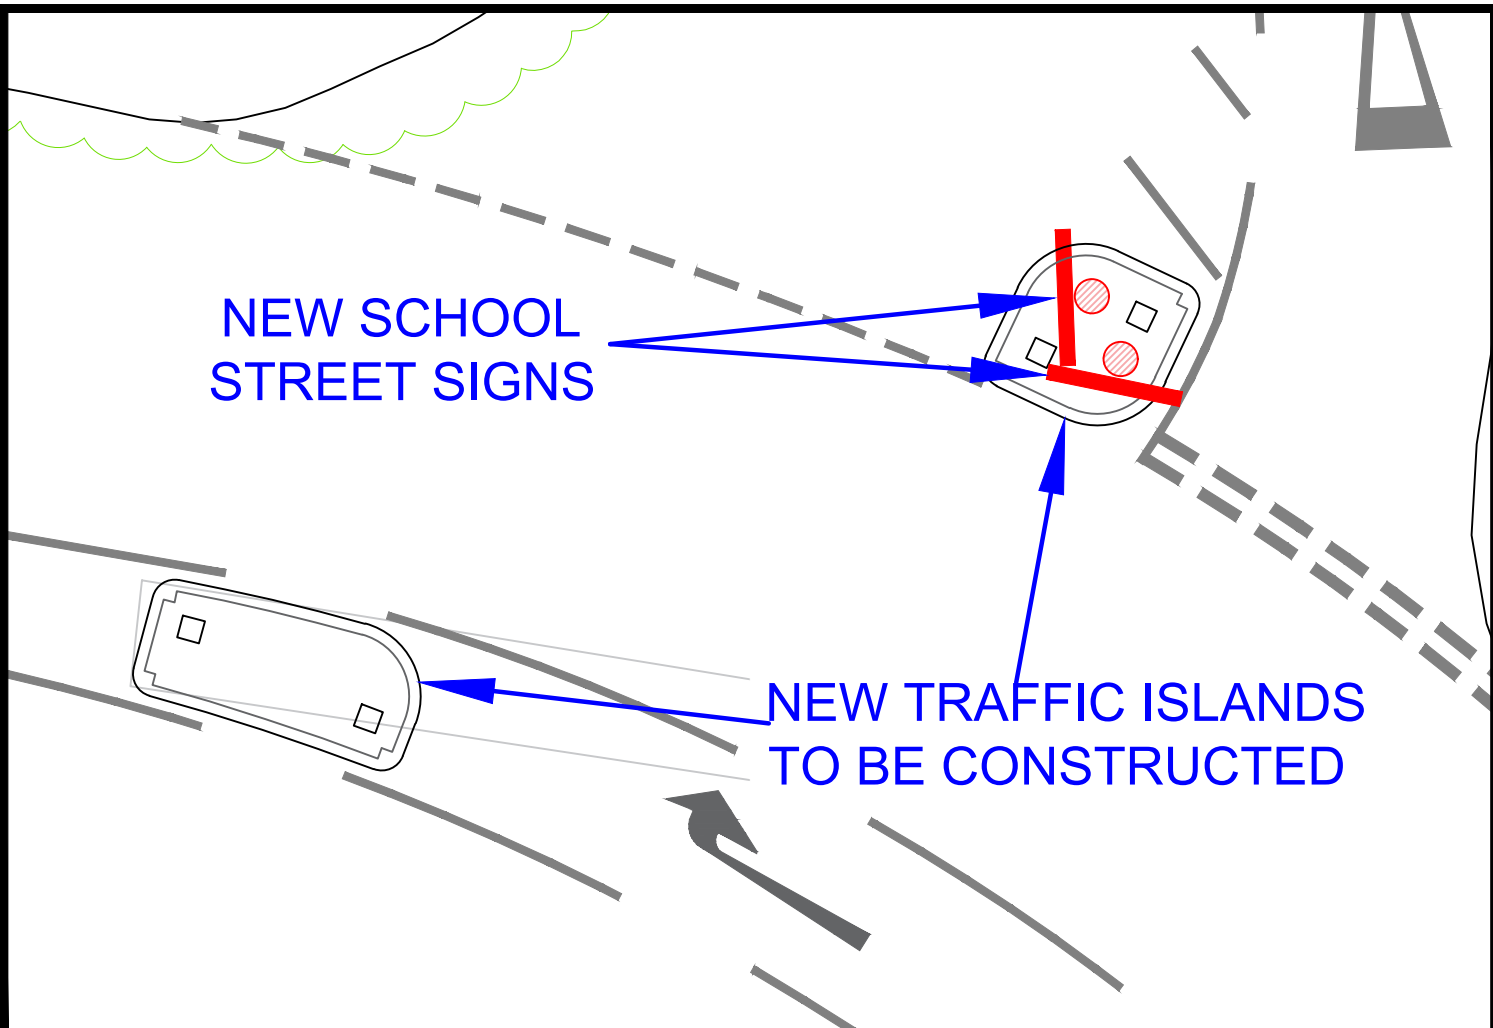 NEW SCHOOL
STREET SIGNS
NEW TRAFFIC ISLANDS
TO BE CONSTRUCTED